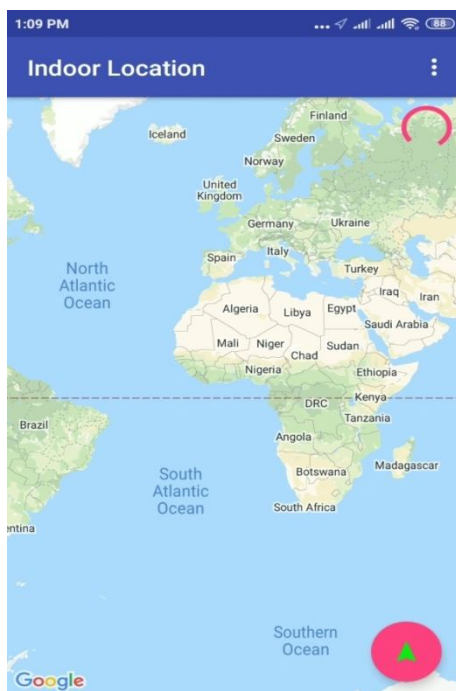 1:09 PM
88
Indoor Location
Finland
Iceland
Sweden
Norway
United
Kingdom
Germany
Ukraine
Spain
Italy
Turkey
North
Atlantic
Ocean
Iraq
Iran
Algeria
Libya
Egypt
Saudi Arabia
Mali
Niger
Chad
Sudan
Nigeria
Ethiopia
DRC
Kenya
Tanzania
Brazil
Angola
Botswana
Madagascar
South
Atlantic
Ocean
South Africa
entina
Southern
Ocean
Google